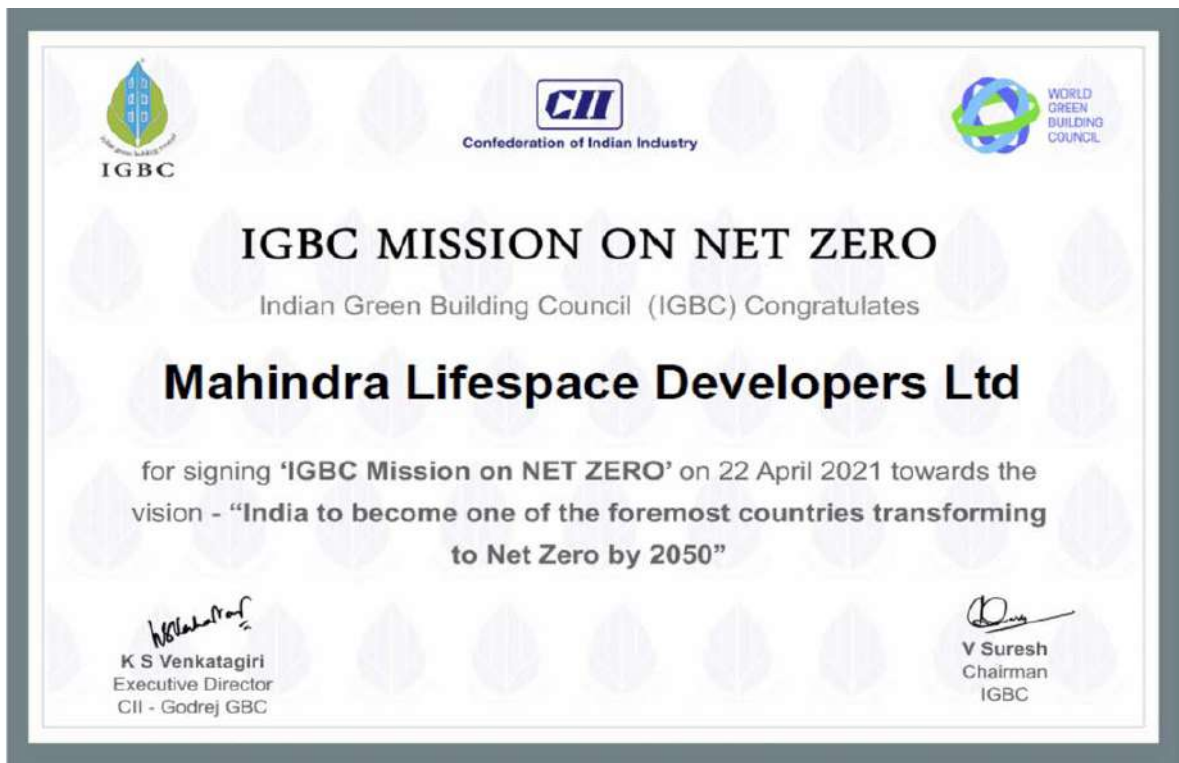 IGBC
CII
Confederation of Indian Industry
WORLD
GREEN
BUILDING
COUNCIL
IGBC MISSION ON NET ZERO
Indian Green Building Council (IGBC) Congratulates
Mahindra Lifespace Developers Ltd
for signing ‘IGBC Mission on NET ZERO’ on 22 April 2021 towards the
vision - “India to become one of the foremost countries transforming
to Net Zero by 2050”
K S Venkatagiri
Executive Director
CII - Godrej GBC
V Suresh
Chairman
IGBC